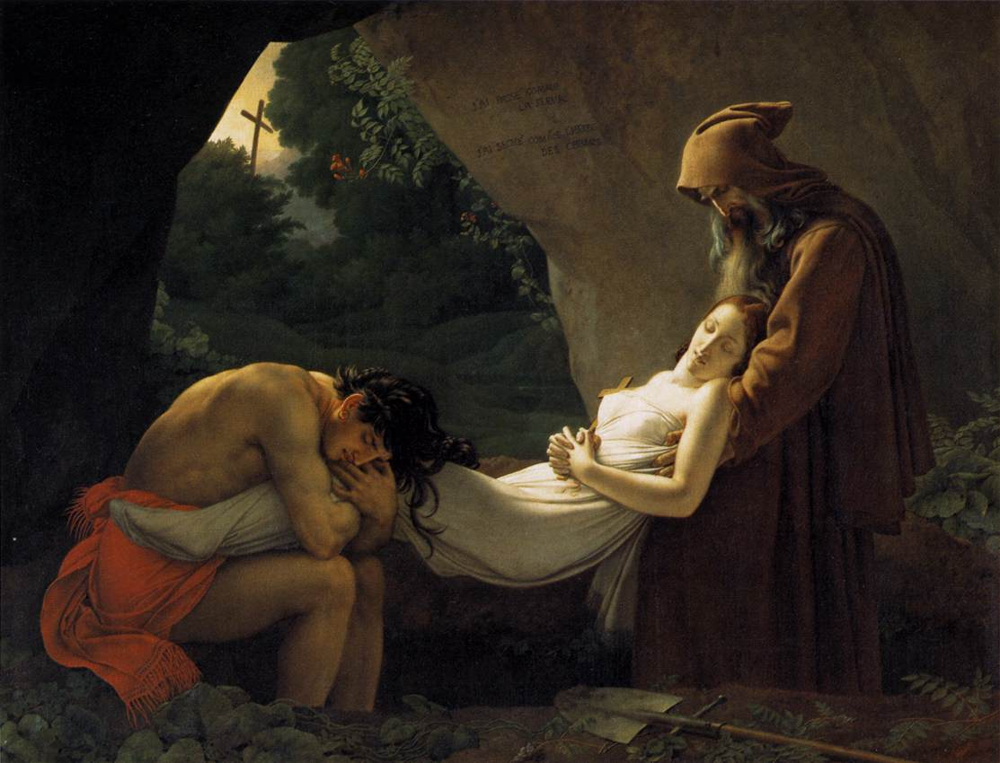 J'AI PASSÉ COMME
LA FLEUR
J'AI SÉCHÉ COMME L'HERBE
DES CHAMPS